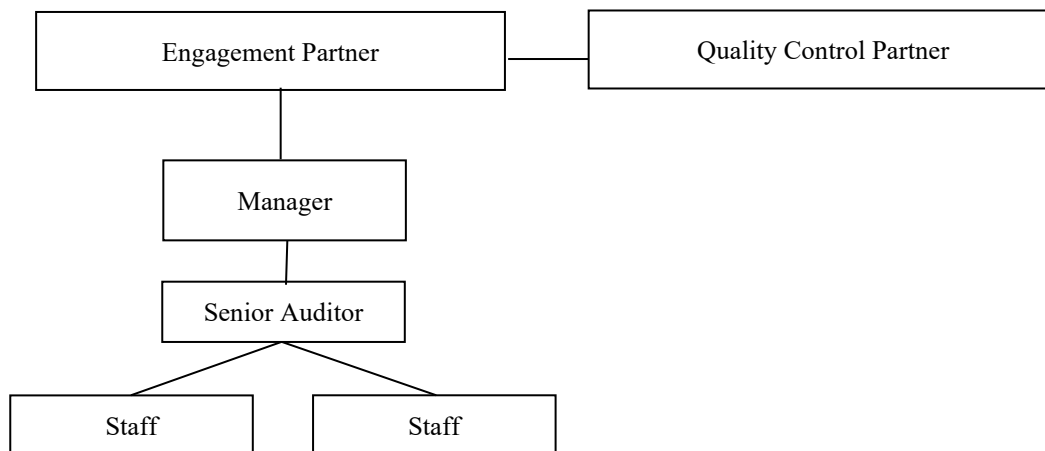 Engagement Partner
Quality Control Partner
Manager
Senior Auditor
Staff
Staff